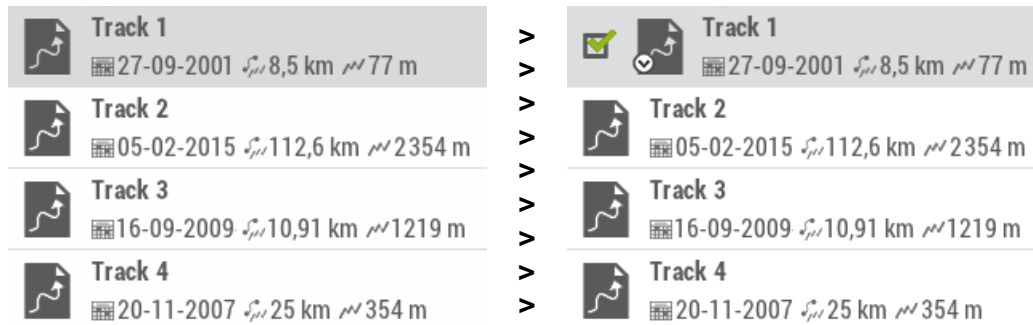 Track 1
27-09-2001 8,5 km 77 m
Track 2
05-02-2015 112,6 km 2354 m
Track 3
16-09-2009 10,91 km 1219 m
Track 4
20-11-2007 25 km 354 m
>
>
>
>
>
>
>
>
>
Track 1
27-09-2001 8,5 km 77 m
Track 2
05-02-2015 112,6 km 2354 m
Track 3
16-09-2009 10,91 km 1219 m
Track 4
20-11-2007 25 km 354 m